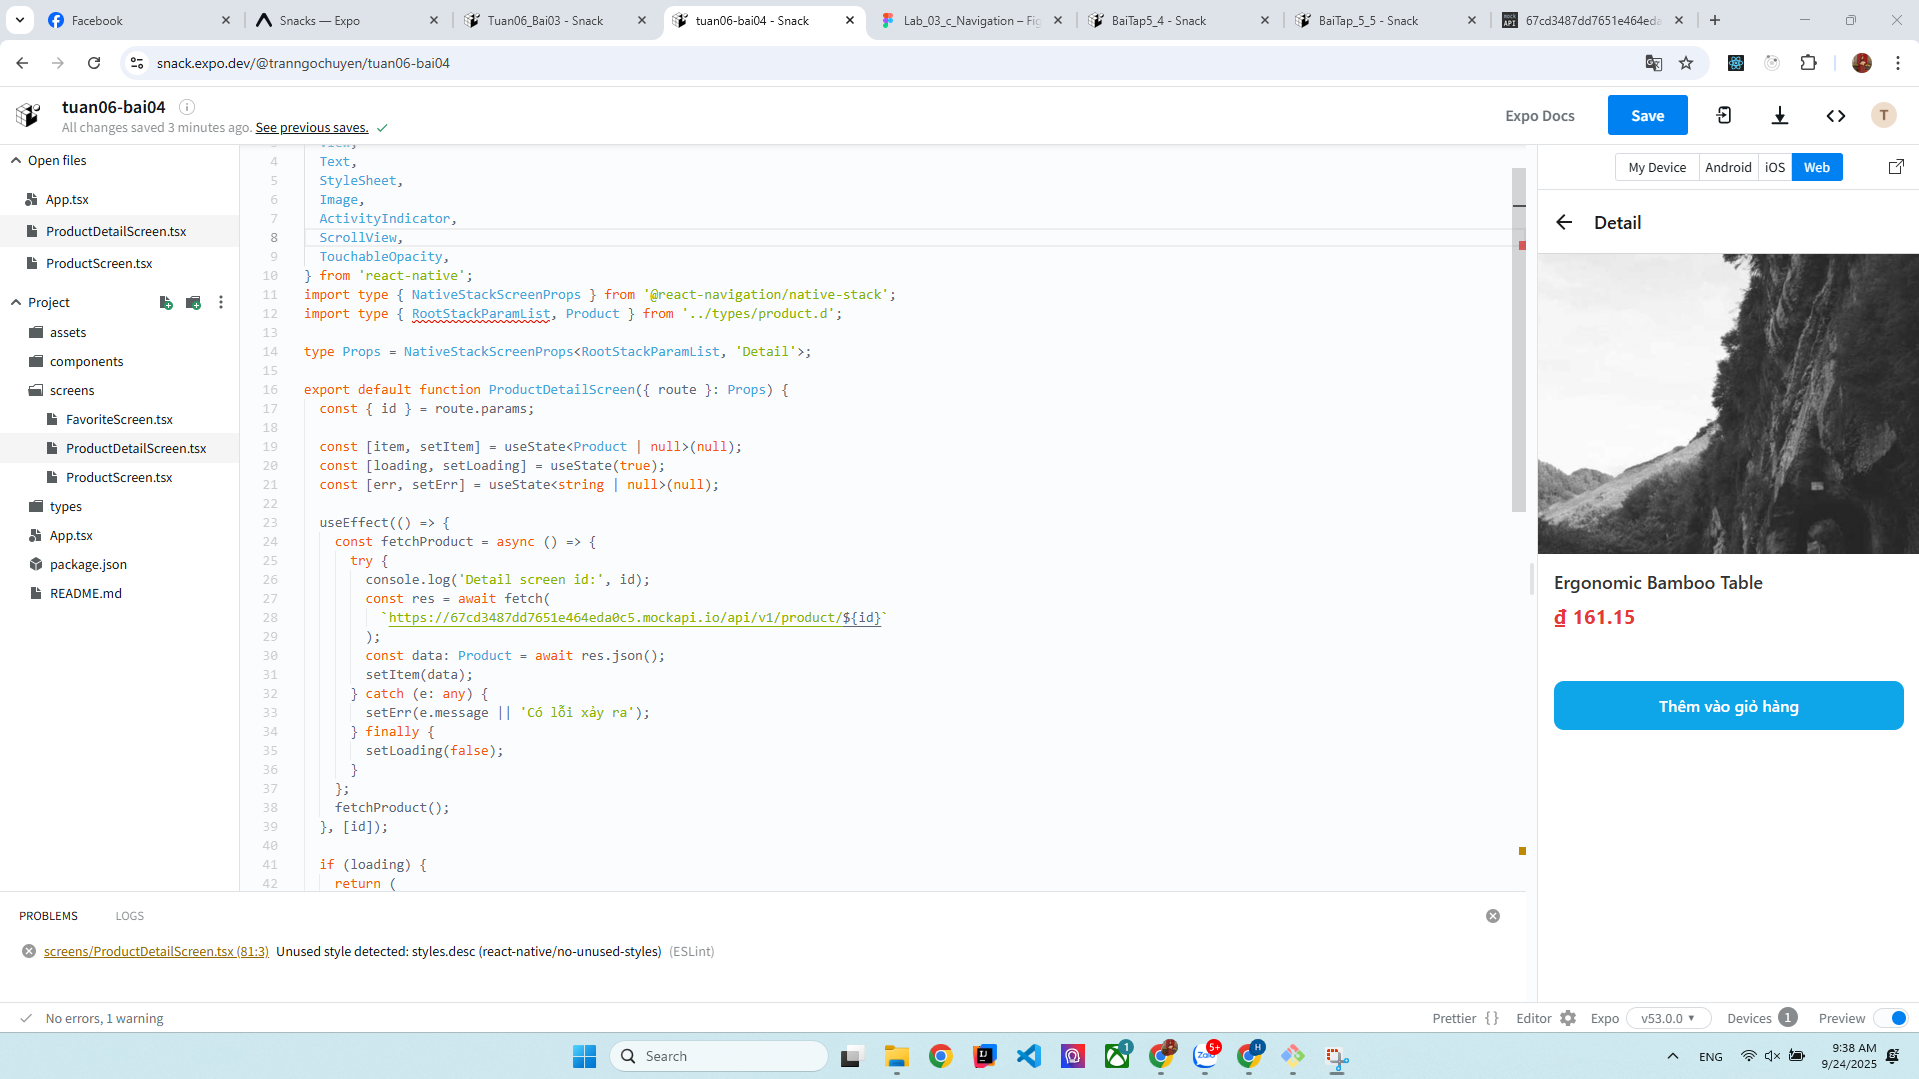 Facebook
Snacks — Expo
Tuan06_Bai03 - Snack
tuan06-bai04 - Snack
Lab_03_c_Navigation – Fig
BaiTap5_4 - Snack
BaiTap_5_5 - Snack
67cd3487dd7651e464eda
snack.expo.dev/@tranngochuyen/tuan06-bai04
tuan06-bai04
All changes saved 3 minutes ago. See previous saves.
Expo Docs
Save
T
Open files
App.tsx
ProductDetailScreen.tsx
ProductScreen.tsx
Project
assets
components
screens
FavoriteScreen.tsx
ProductDetailScreen.tsx
ProductScreen.tsx
types
App.tsx
package.json
README.md
3 View,
4 Text,
5 StyleSheet,
6 Image,
7 ActivityIndicator,
8 ScrollView,
9 TouchableOpacity,
10 } from 'react-native';
11 import type { NativeStackScreenProps } from '@react-navigation/native-stack';
12 import type { RootStackParamList, Product } from '../types/product.d';
13
14 type Props = NativeStackScreenProps<RootStackParamList, 'Detail'>;
15
16 export default function ProductDetailScreen({ route }: Props) {
17 const { id } = route.params;
18
19 const [item, setItem] = useState<Product | null>(null);
20 const [loading, setLoading] = useState(true);
21 const [err, setErr] = useState<string | null>(null);
22
23 useEffect(() => {
24 const fetchProduct = async () => {
25 try {
26 console.log('Detail screen id:', id);
27 const res = await fetch(
28 `https://67cd3487dd7651e464eda0c5.mockapi.io/api/v1/product/${id}`
29 );
30 const data: Product = await res.json();
31 setItem(data);
32 } catch (e: any) {
33 setErr(e.message || 'Có lỗi xảy ra');
34 } finally {
35 setLoading(false);
36 }
37 };
38 fetchProduct();
39 }, [id]);
40
41 if (loading) {
42 return (
My Device
Android
iOS
Web
Detail
Ergonomic Bamboo Table
₫ 161.15
Thêm vào giỏ hàng
PROBLEMS
LOGS
screens/ProductDetailScreen.tsx (81:3) Unused style detected: styles.desc (react-native/no-unused-styles) (ESLint)
No errors, 1 warning
Prettier { }
Editor
Expo
v53.0.0
Devices 1
Preview
Search
1
Zalo
5+
H
ENG
9:38 AM
9/24/2025